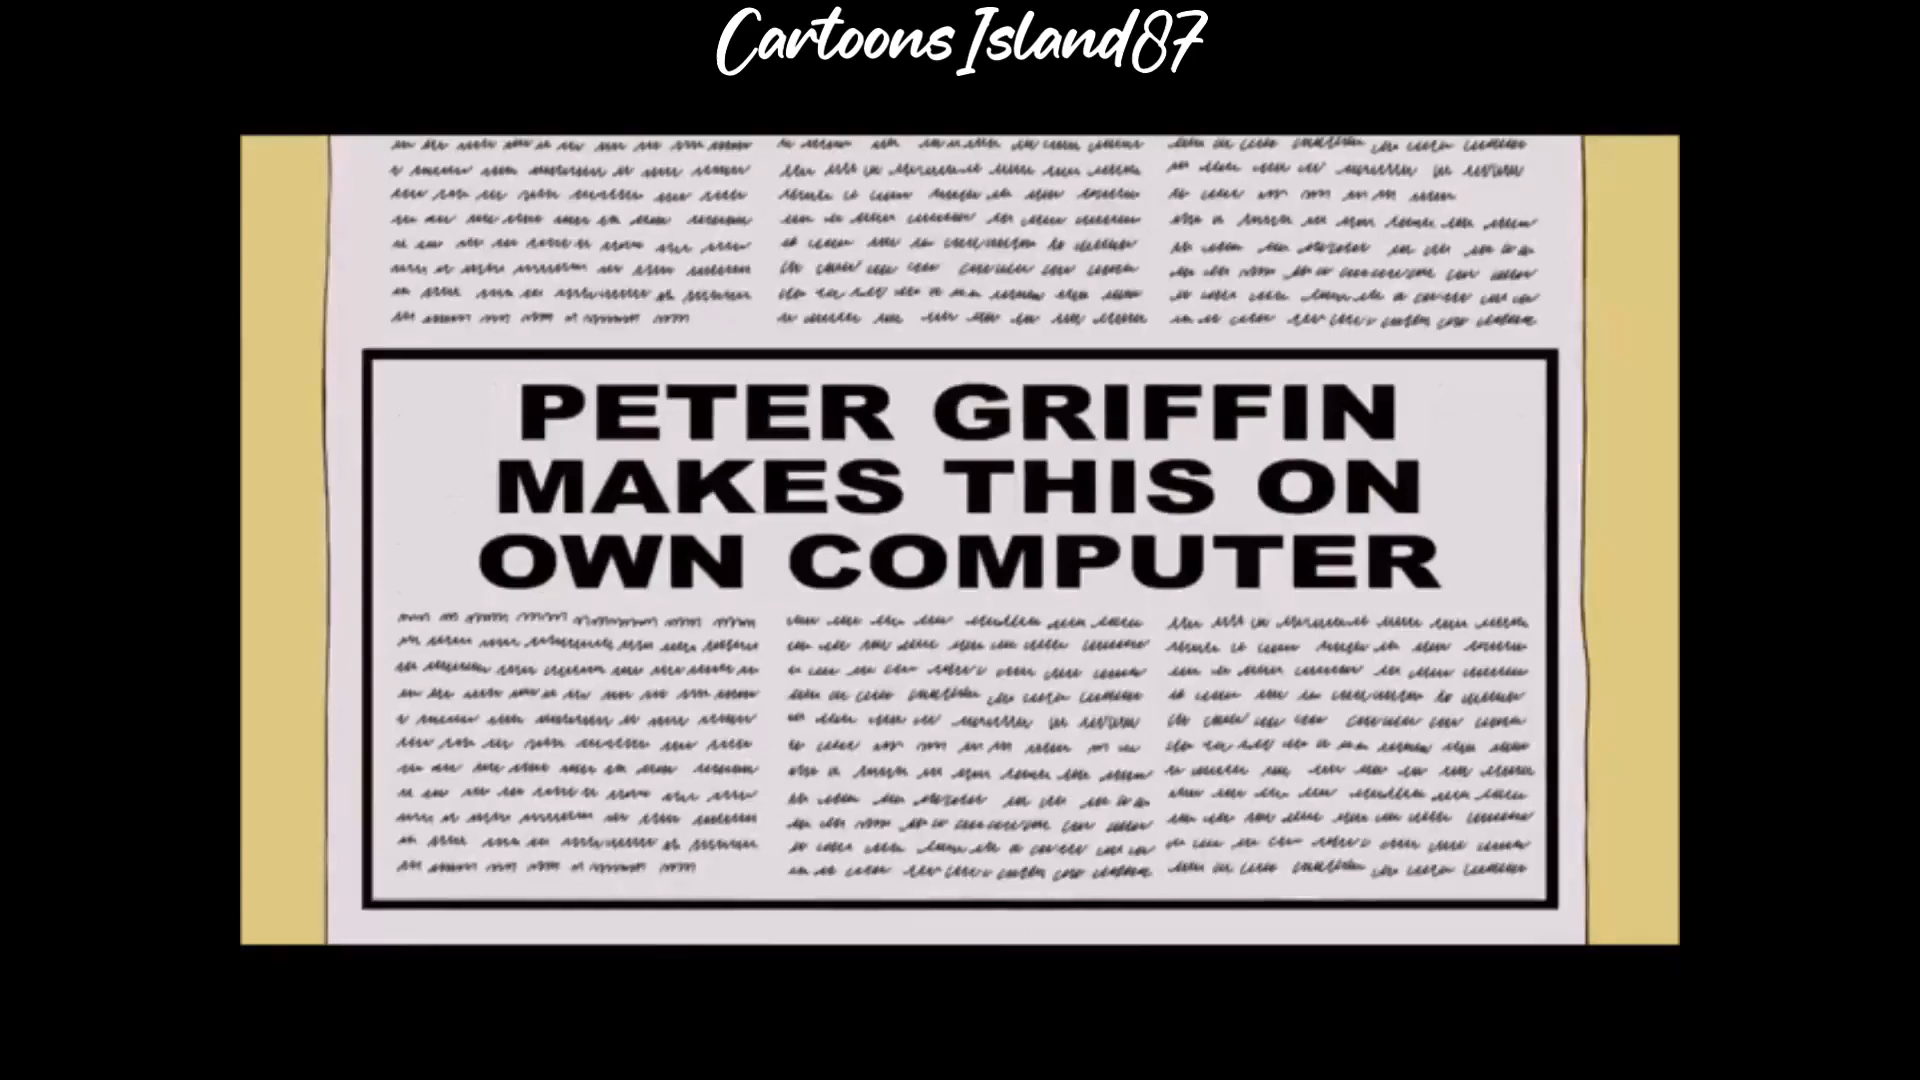 Cartoons Island87
PETER GRIFFIN
MAKES THIS ON
OWN COMPUTER